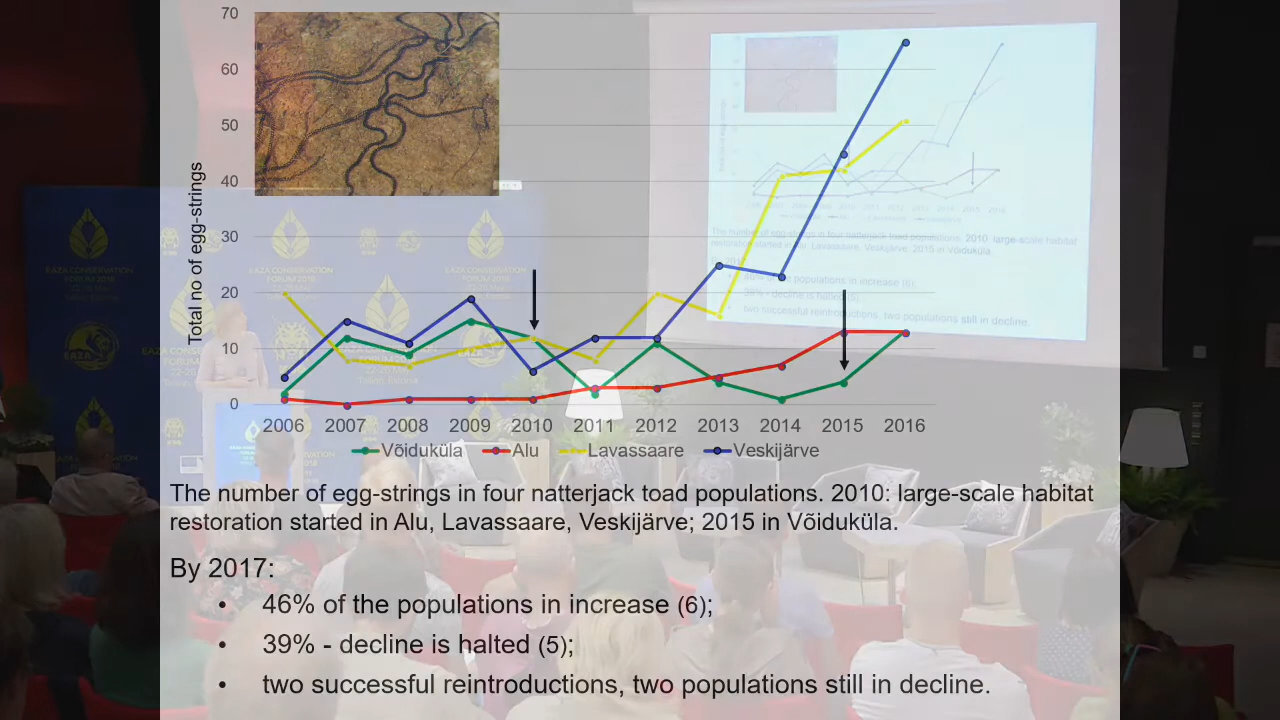 70
60
50
40
30
20
10
0
Total no of egg-strings
2006 2007 2008 2009 2010 2011 2012 2013 2014 2015 2016
Võiduküla Alu Lavassaare Veskijärve
The number of egg-strings in four natterjack toad populations. 2010: large-scale habitat
restoration started in Alu, Lavassaare, Veskijärve; 2015 in Võiduküla.
By 2017:
• 46% of the populations in increase (6);
• 39% - decline is halted (5);
• two successful reintroductions, two populations still in decline.
EAZA CONSERVATION
FORUM 2018
Tallinn, Estonia
EAZA